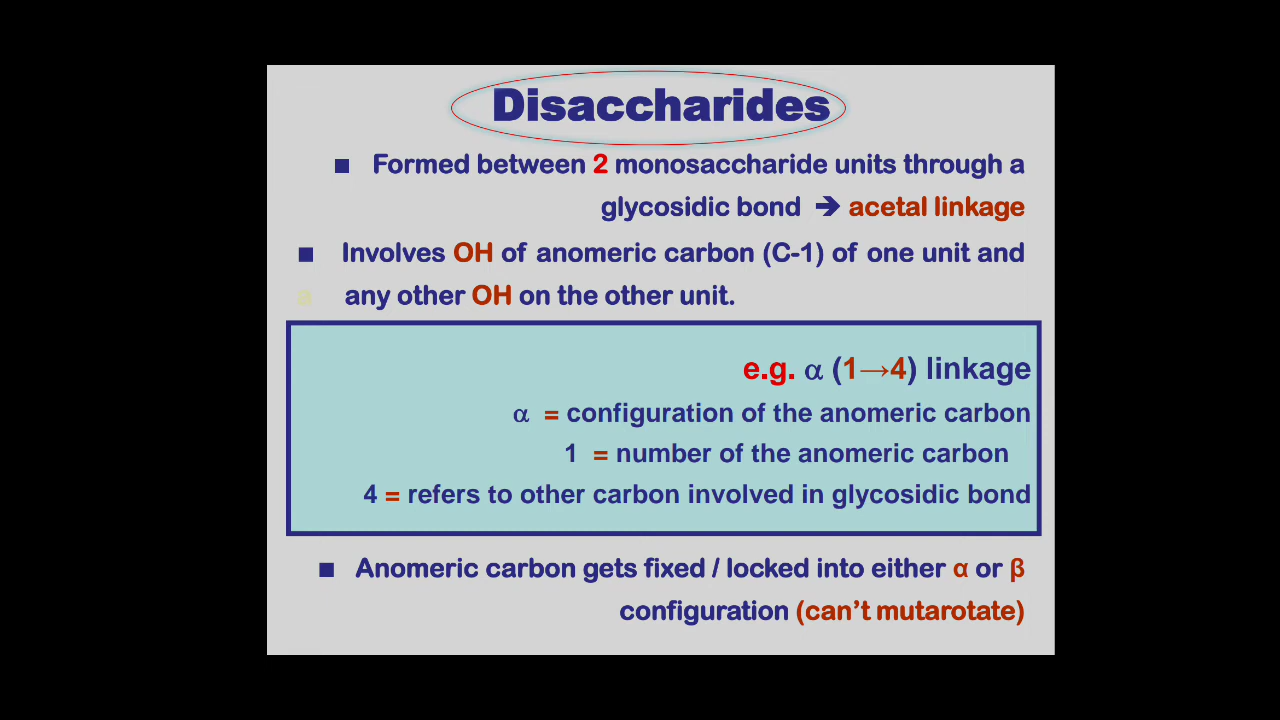 Disaccharides
■ Formed between 2 monosaccharide units through a
glycosidic bond ➔ acetal linkage
■ Involves OH of anomeric carbon (C-1) of one unit and
any other OH on the other unit.
e.g. α (1→4) linkage
α = configuration of the anomeric carbon
1 = number of the anomeric carbon
4 = refers to other carbon involved in glycosidic bond
■ Anomeric carbon gets fixed / locked into either α or β
configuration (can’t mutarotate)